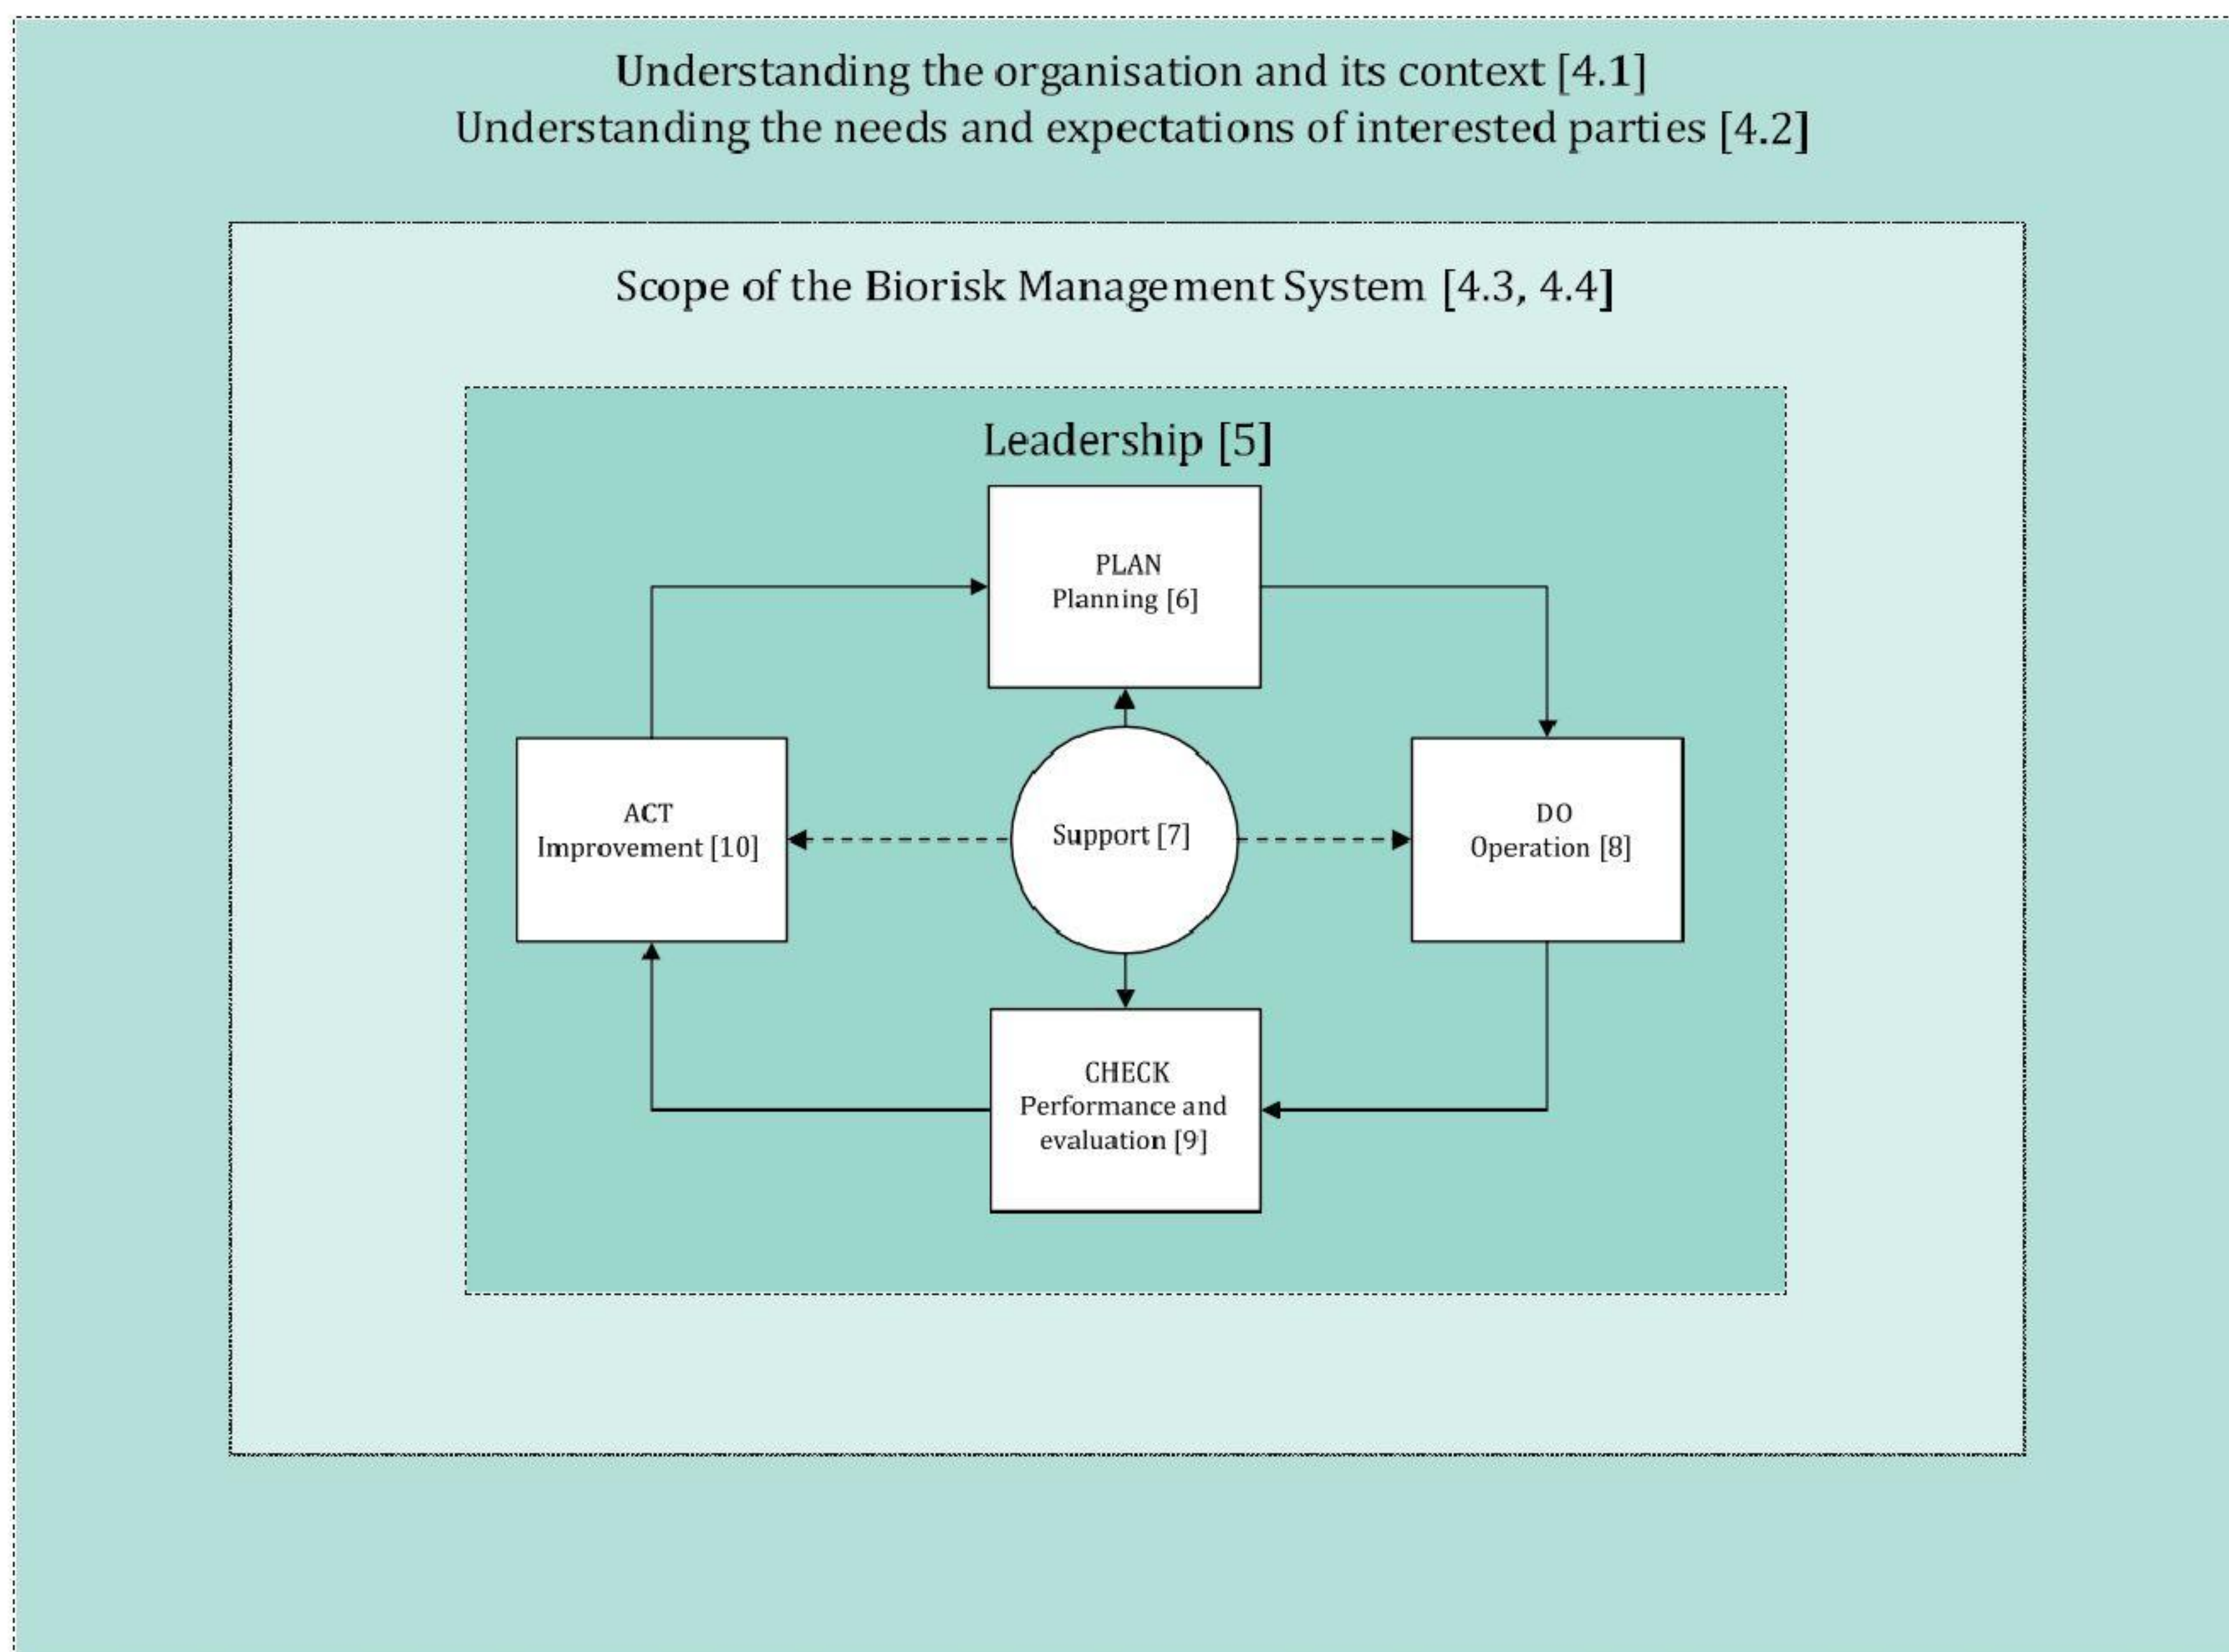 Understanding the organisation and its context [4.1]
Understanding the needs and expectations of interested parties [4.2]
Scope of the Biorisk Management System [4.3, 4.4]
Leadership [5]
PLAN
Planning [6]
ACT
Improvement [10]
Support [7]
DO
Operation [8]
CHECK
Performance and
evaluation [9]